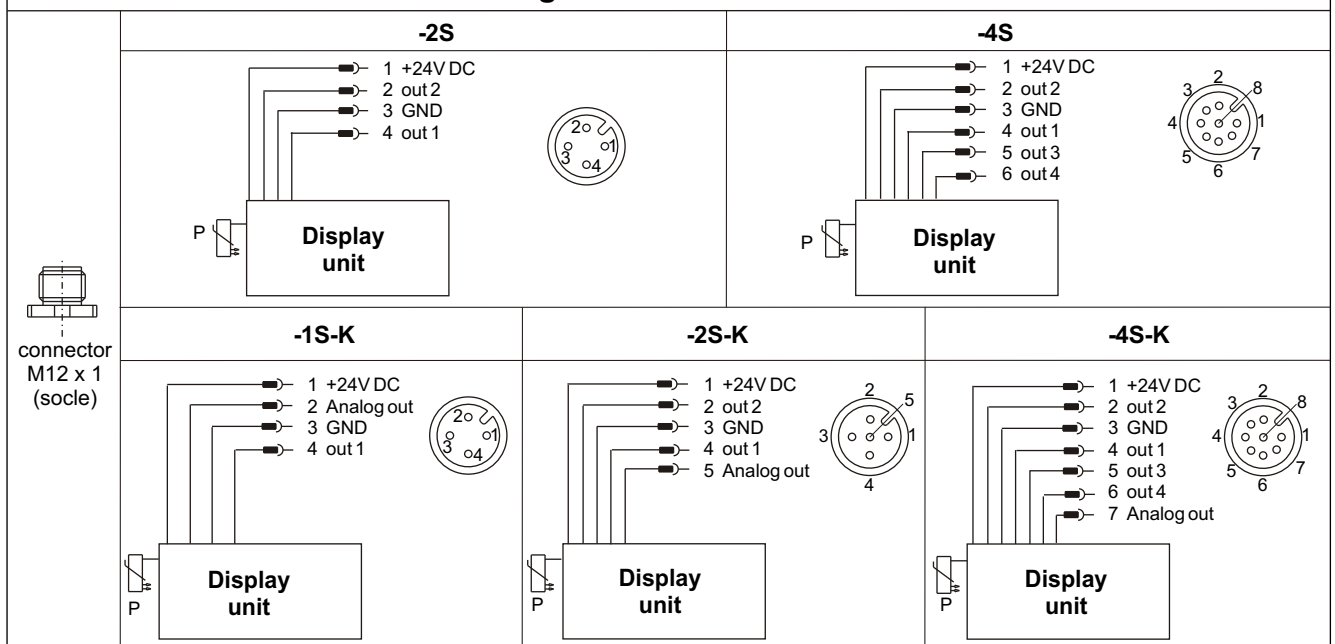 -2S
1 +24V DC
2 out 2
3 GND
4 out 1
2
1
3
4
P
Display
unit
-4S
1 +24V DC
2 out 2
3 GND
4 out 1
5 out 3
6 out 4
2
3
8
4
1
5
7
6
P
Display
unit
connector
M12 x 1
(socle)
-1S-K
1 +24V DC
2 Analog out
3 GND
4 out 1
2
1
3
4
P
Display
unit
-2S-K
1 +24V DC
2 out 2
3 GND
4 out 1
5 Analog out
2
5
3
1
4
P
Display
unit
-4S-K
1 +24V DC
2 out 2
3 GND
4 out 1
5 out 3
6 out 4
7 Analog out
2
3
8
4
1
5
7
6
P
Display
unit